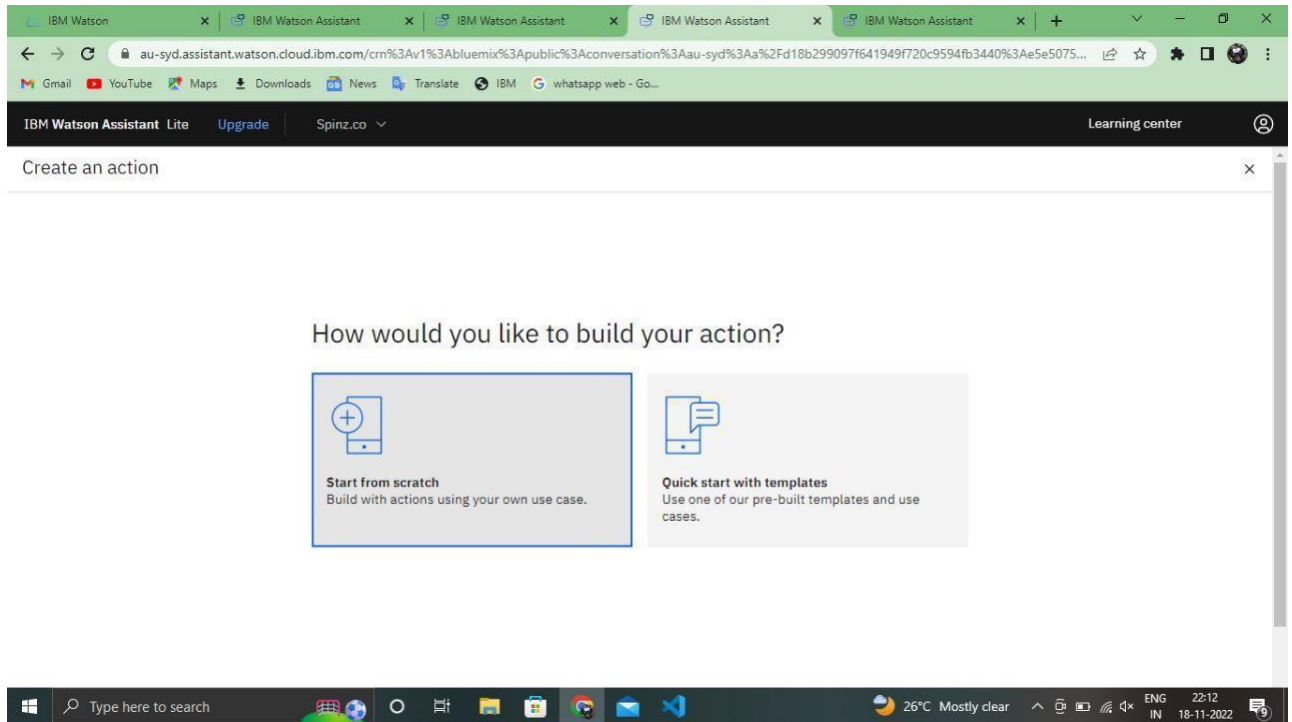 IBM Watson
IBM Watson Assistant
IBM Watson Assistant
IBM Watson Assistant
IBM Watson Assistant
au-syd.assistant.watson.cloud.ibm.com/crn%3Av1%3Abluemix%3Apublic%3Aconversation%3Aau-syd%3Aa%2Fd18b299097f641949f720c9594fb3440%3Ae5e5075...
Gmail YouTube Maps Downloads News Translate IBM whatsapp web - Go...
IBM Watson Assistant Lite Upgrade Spinz.co Learning center
Create an action
How would you like to build your action?
Start from scratch
Build with actions using your own use case.
Quick start with templates
Use one of our pre-built templates and use
cases.
Type here to search
26°C Mostly clear
ENG
IN
22:12
18-11-2022
9